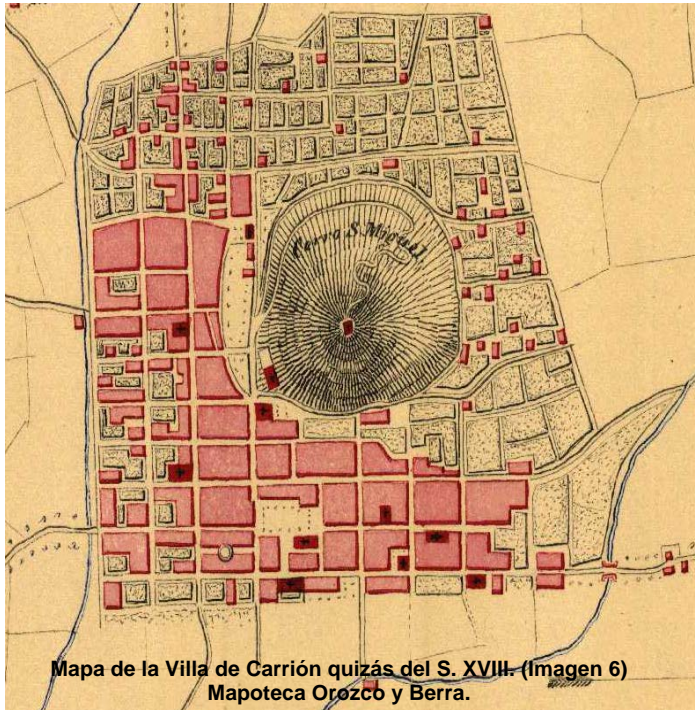 Cerro S. Miguel
Mapa de la Villa de Carrión quizás del S. XVIII. (Imagen 6)
Mapoteca Orozco y Berra.